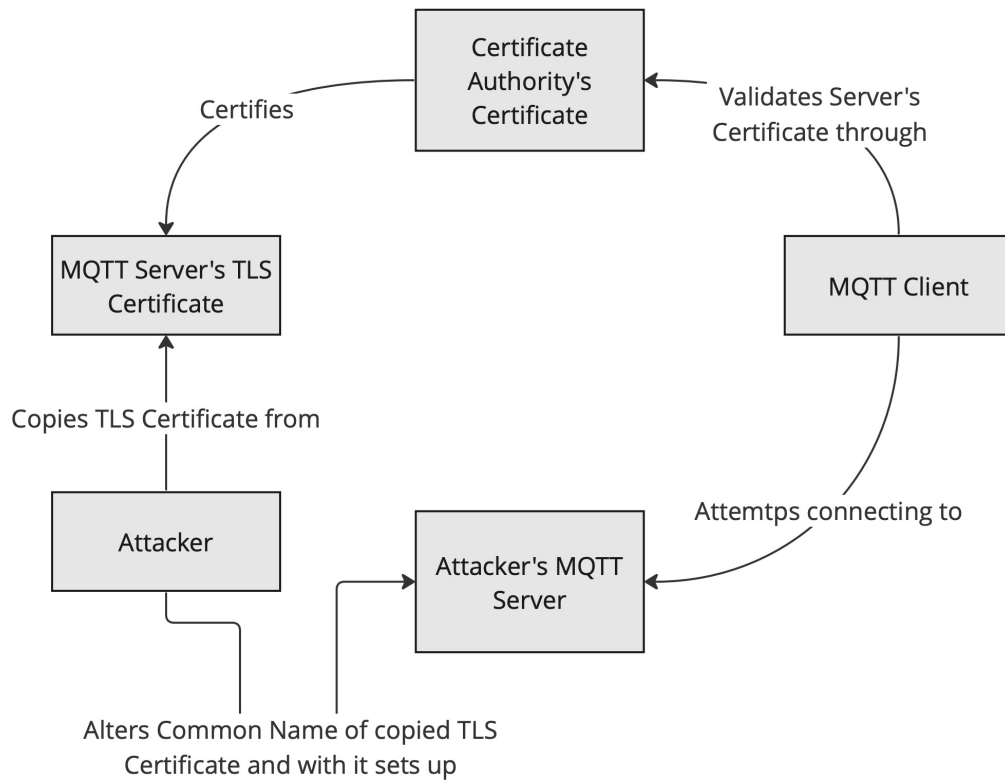 Certificate
Authority's
Certificate
Certifies
Validates Server's
Certificate through
MQTT Server's TLS
Certificate
MQTT Client
Copies TLS Certificate from
Attemtps connecting to
Attacker
Attacker's MQTT
Server
Alters Common Name of copied TLS
Certificate and with it sets up